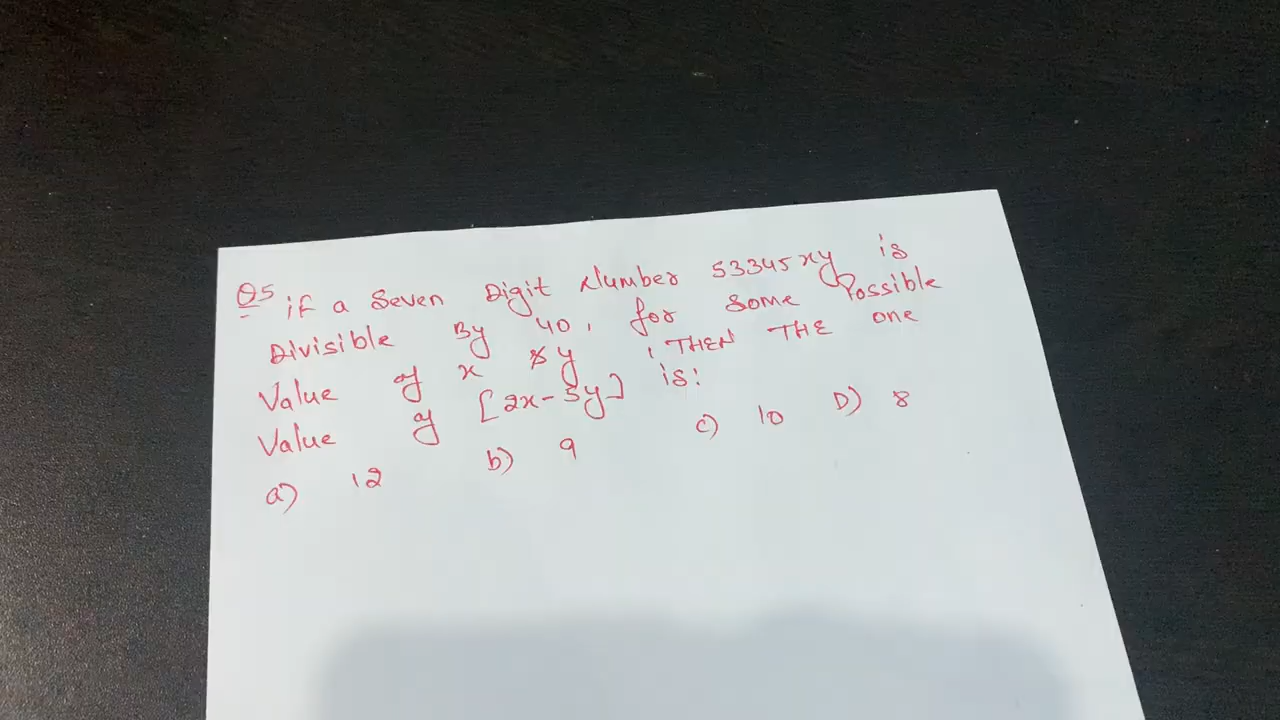 Q5 if a Seven Digit Number 53345xy is
Divisible By 40, for some Possible
Value of x & y , THEN THE one
Value of [2x-5y] is:
a) 12 b) 9 c) 10 D) 8